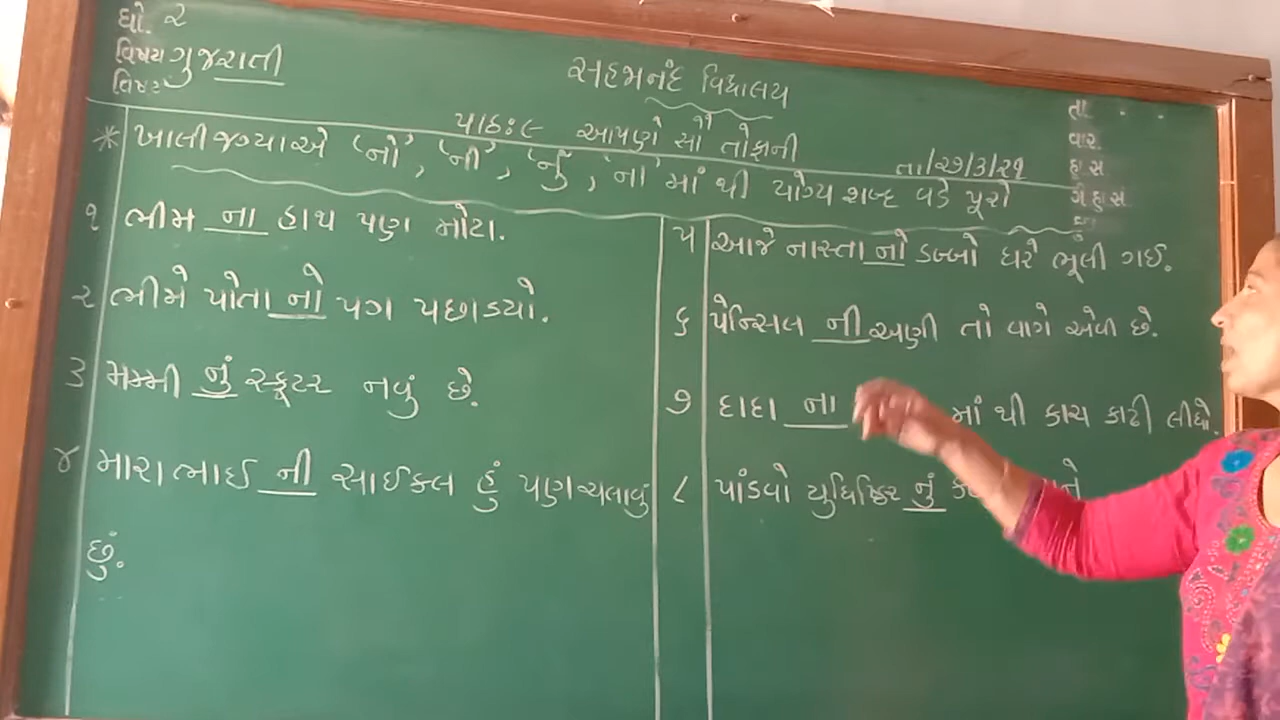 ધો. ૨
વિષય ગુજરાતી
વિષય
સહજાનંદ વિદ્યાલય
પાઠ: ૯ આપણે સૌ તોફાની
તા/૨૭/૩/૨૧
તા
વાર
હા સ
ગે હા સ
* ખાલી જગ્યાએ 'નો', 'ની', 'નું', 'ના' માં થી યોગ્ય શબ્દ વડે પૂરો
૧ ભીમ ના હાથ પણ મોટા.
૨ ભીમે પોતા નો પગ પછાડયો.
૩ મમ્મી નું સ્કૂટર નવું છે.
૪ મારા ભાઈ ની સાઈકલ હું પણ ચલાવું
છું.
૫ આજે નાસ્તા નો ડબ્બો ઘરે ભૂલી ગઈ.
૬ પેન્સિલ ની અણી તો વાગે એવી છે.
૭ દાદા ના માં થી કાચ કાઢી લીધો.
૮ પાંડવો યુધિષ્ઠિર નું